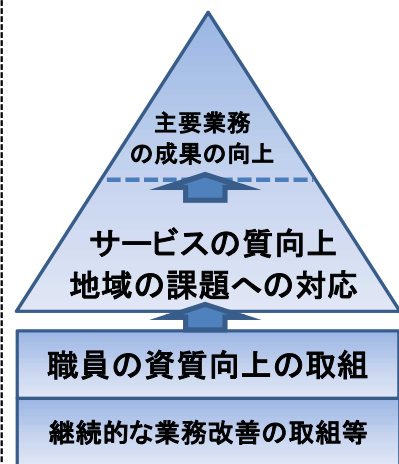 主要業務
の成果の向上
サービスの質向上
地域の課題への対応
職員の資質向上の取組
継続的な業務改善の取組等